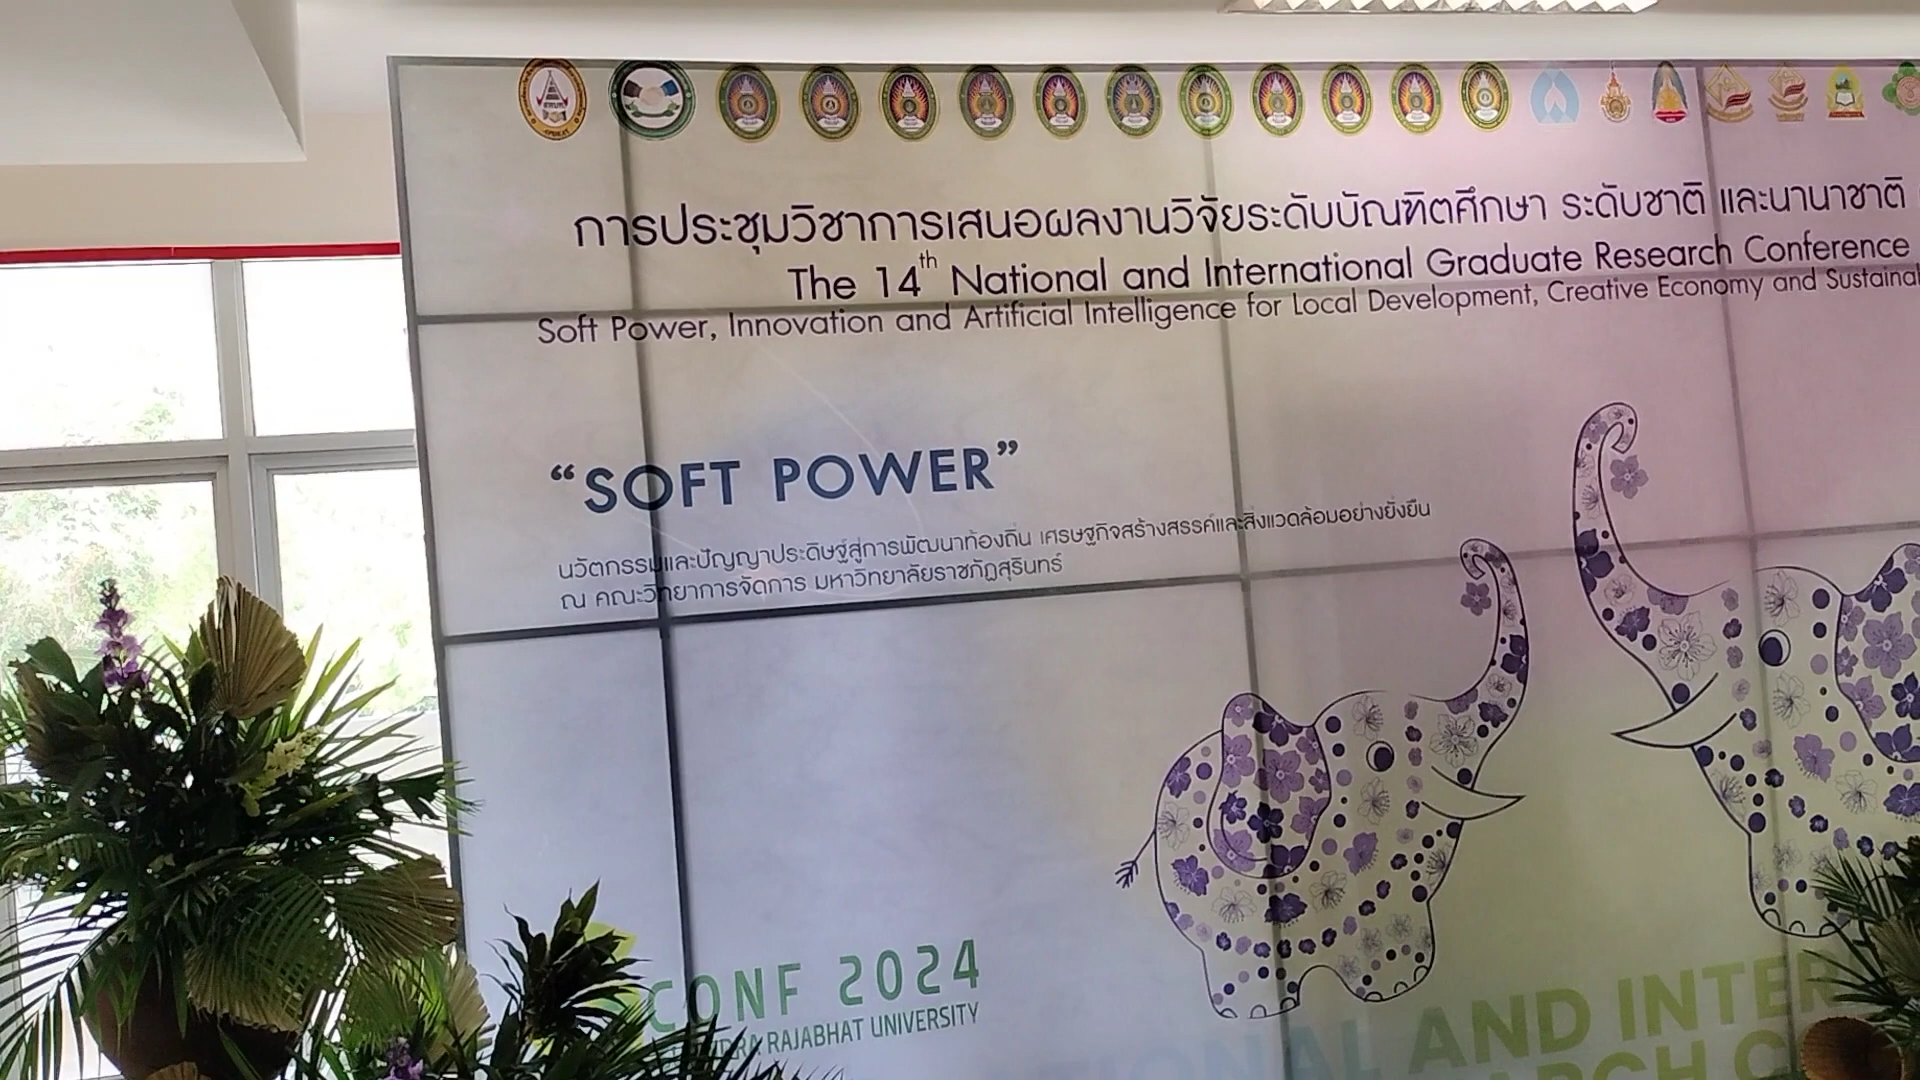 การประชุมวิชาการเสนอผลงานวิจัยระดับบัณฑิตศึกษา ระดับชาติ และนานาชาติ
The 14th National and International Graduate Research Conference
Soft Power, Innovation and Artificial Intelligence for Local Development, Creative Economy and Sustainal
“SOFT POWER”
นวัตกรรมและปัญญาประดิษฐ์สู่การพัฒนาท้องถิ่น เศรษฐกิจสร้างสรรค์และสิ่งแวดล้อมอย่างยั่งยืน
ณ คณะวิทยาการจัดการ มหาวิทยาลัยราชภัฏสุรินทร์
CONF 2024
RAJABHAT UNIVERSITY
ONAL AND INTER
ARCH C